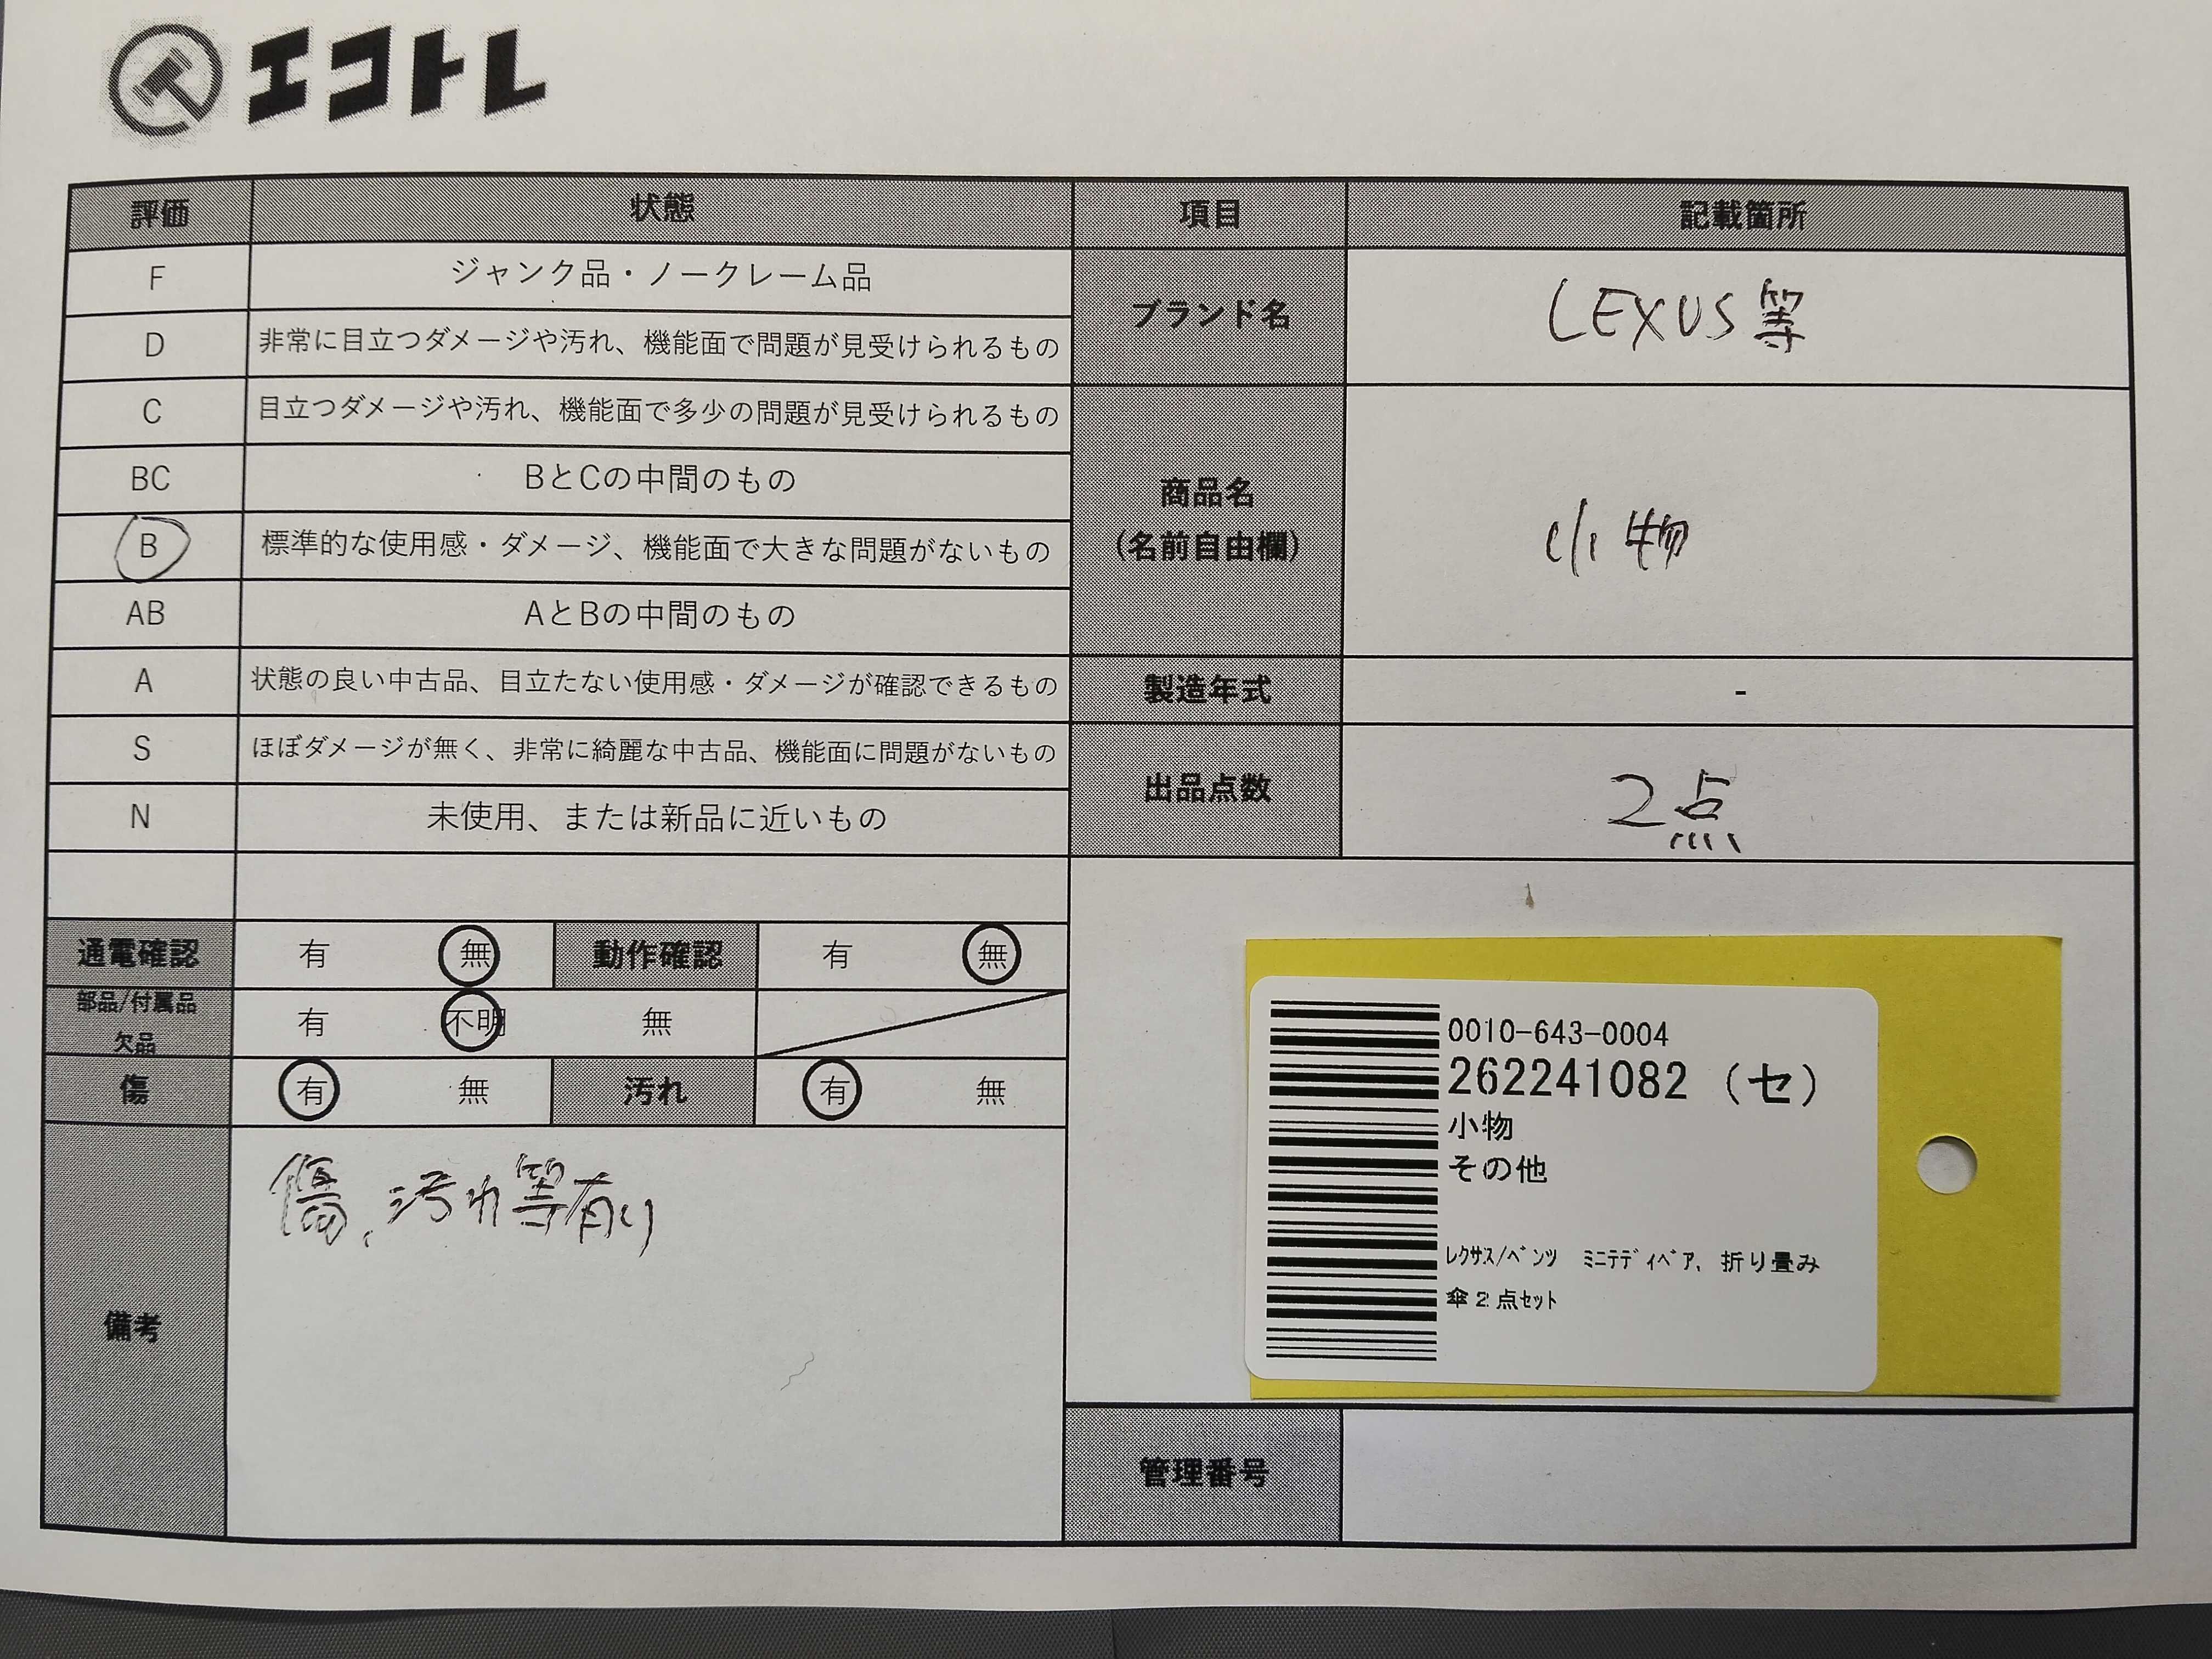 エコトレ
評価 状態 項目 記載箇所
F ジャンク品・ノークレーム品
D 非常に目立つダメージや汚れ、機能面で問題が見受けられるもの
C 目立つダメージや汚れ、機能面で多少の問題が見受けられるもの
BC BとCの中間のもの
B 標準的な使用感・ダメージ、機能面で大きな問題がないもの
AB AとBの中間のもの
A 状態の良い中古品、目立たない使用感・ダメージが確認できるもの
S ほぼダメージが無く、非常に綺麗な中古品、機能面に問題がないもの
N 未使用、または新品に近いもの
ブランド名 LEXUS等
商品名
(名前自由欄)
小物
製造年式 -
出品点数 2点
通電確認 有 無 動作確認 有 無
部品/付属品
欠品
有 不明 無
傷 有 無 汚れ 有 無
備考
傷、汚れ等有り
0010-643-0004
262241082 (セ)
小物
その他
ﾚｸｻｽ/ﾍﾞﾝﾂ ﾐﾆﾃﾃﾞｨﾍﾞｱ、折り畳み
傘2点ｾｯﾄ
管理番号